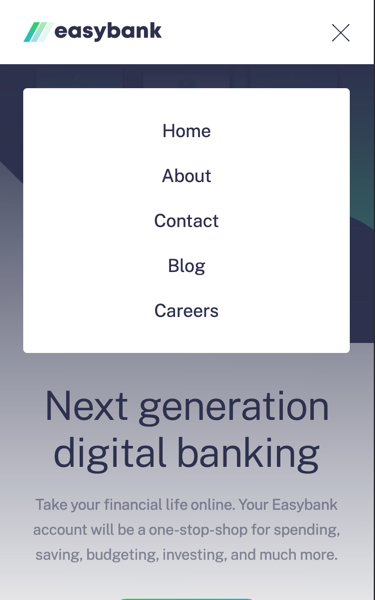 easybank
Home
About
Contact
Blog
Careers
Next generation
digital banking
Take your financial life online. Your Easybank
account will be a one-stop-shop for spending,
saving, budgeting, investing, and much more.